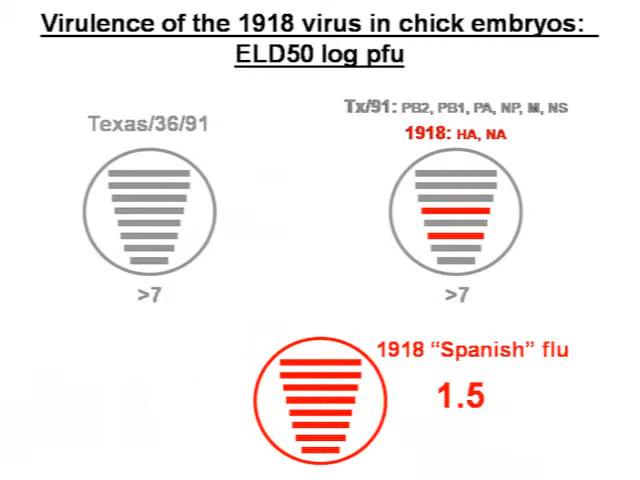 Virulence of the 1918 virus in chick embryos:
ELD50 log pfu
Texas/36/91
Tx/91: PB2, PB1, PA, NP, M, NS
1918: HA, NA
>7
>7
1918 “Spanish” flu
1.5